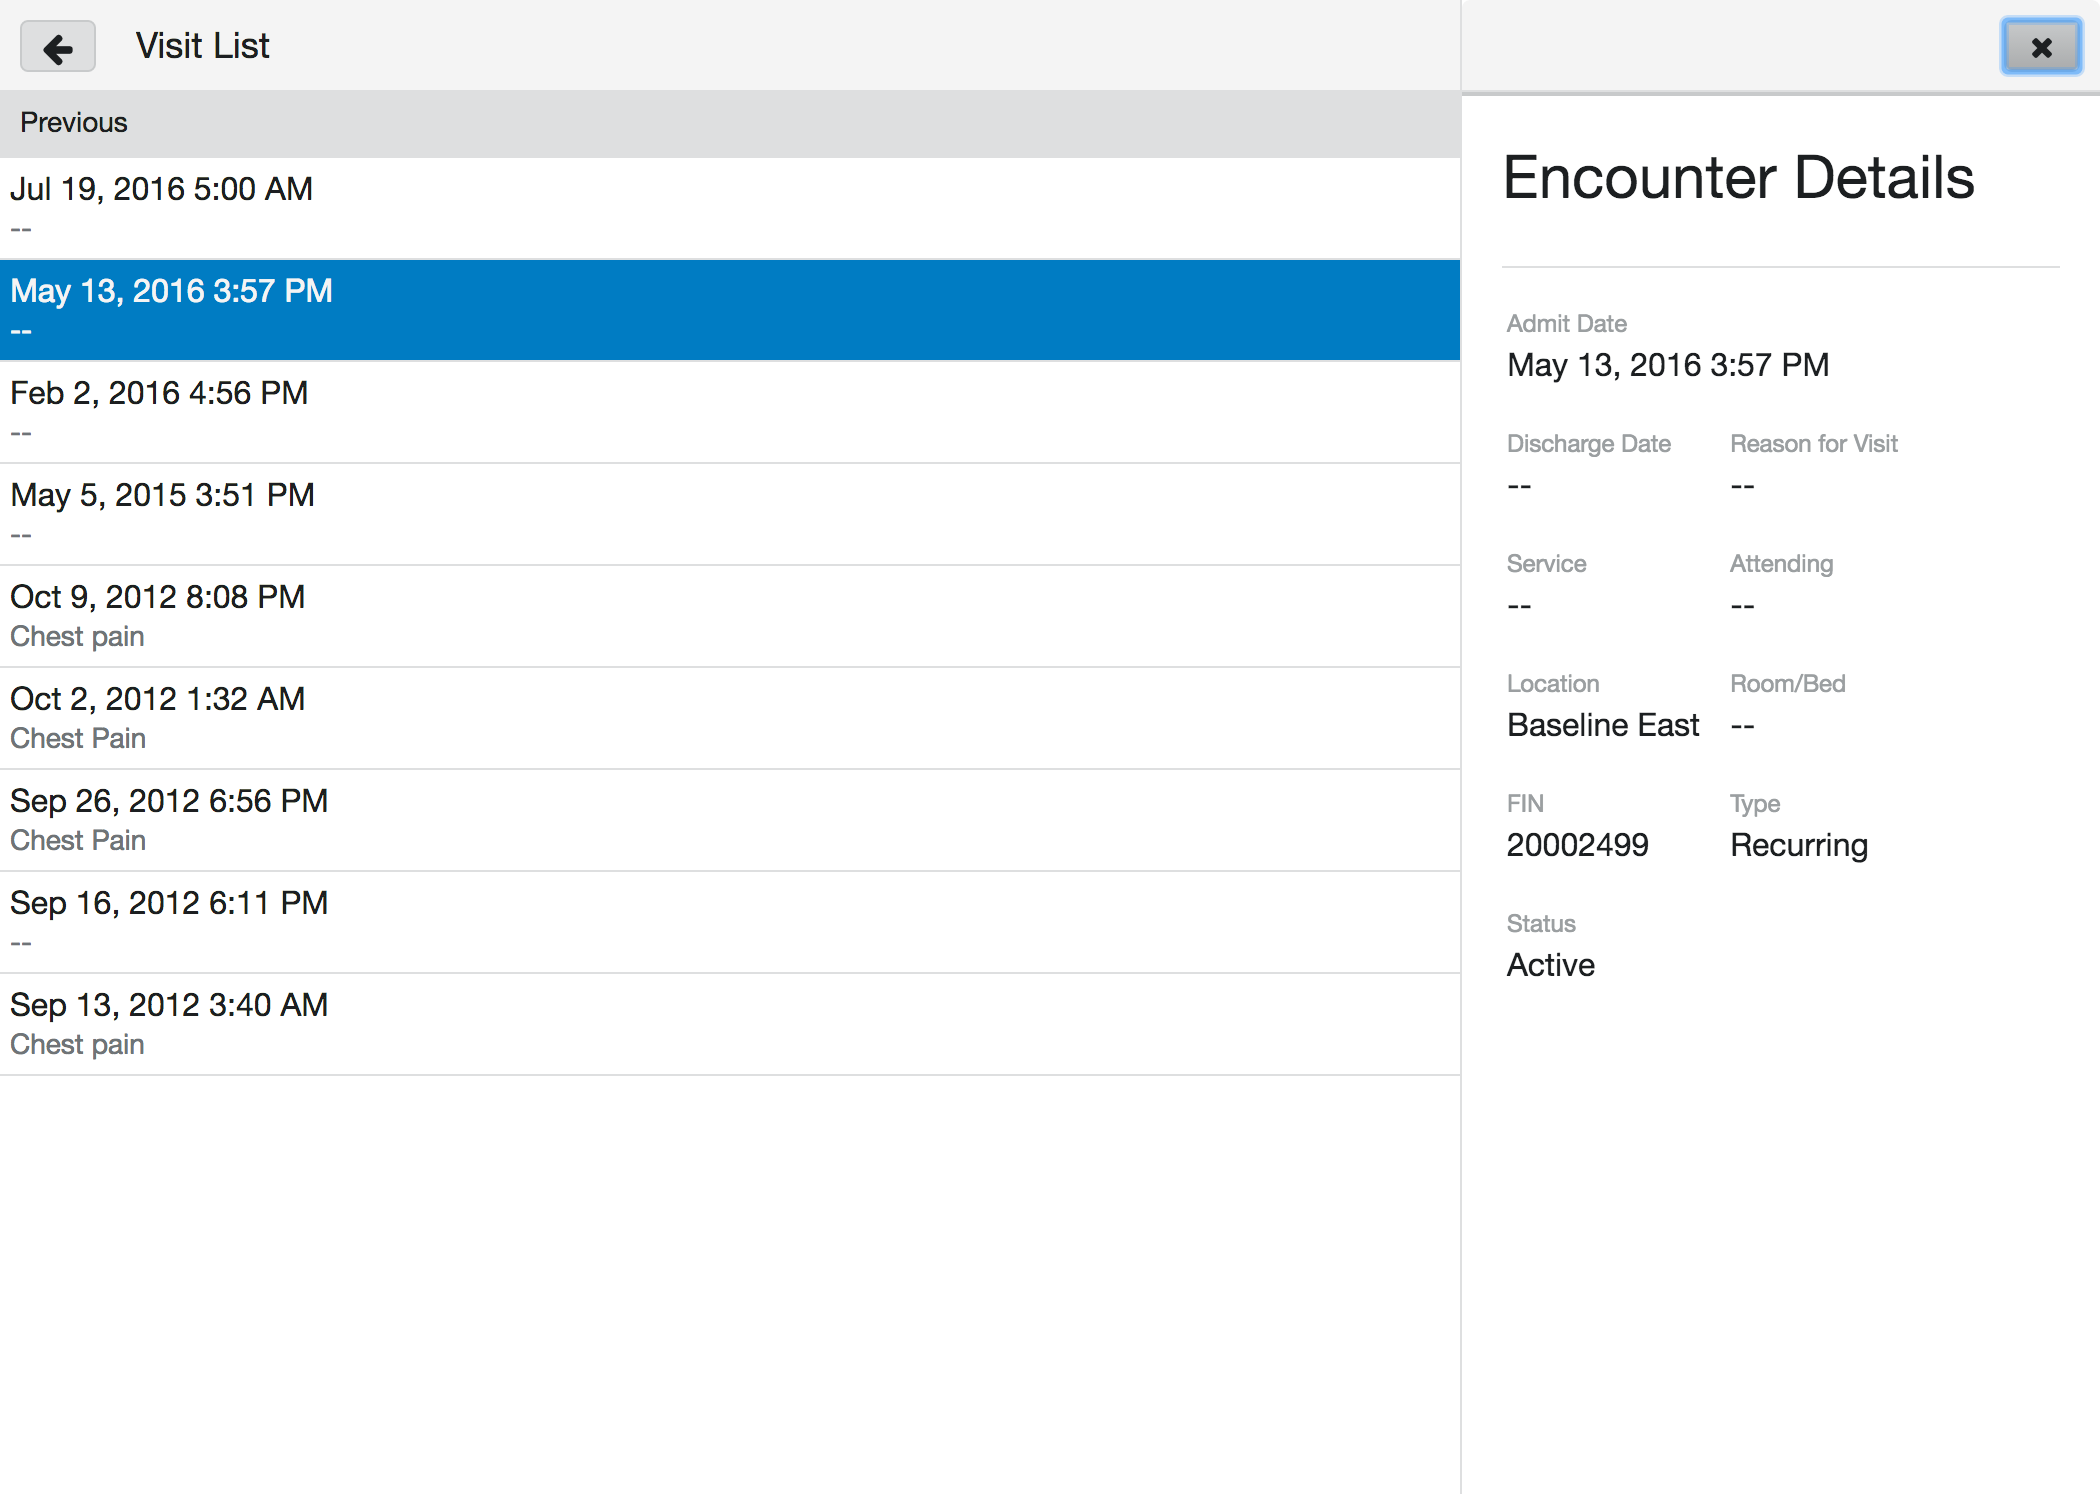 Visit List
Previous
Jul 19, 2016 5:00 AM
--
May 13, 2016 3:57 PM
--
Feb 2, 2016 4:56 PM
--
May 5, 2015 3:51 PM
--
Oct 9, 2012 8:08 PM
Chest pain
Oct 2, 2012 1:32 AM
Chest Pain
Sep 26, 2012 6:56 PM
Chest Pain
Sep 16, 2012 6:11 PM
--
Sep 13, 2012 3:40 AM
Chest pain
Encounter Details
Admit Date
May 13, 2016 3:57 PM
Discharge Date Reason for Visit
-- --
Service Attending
-- --
Location Room/Bed
Baseline East --
FIN Type
20002499 Recurring
Status
Active